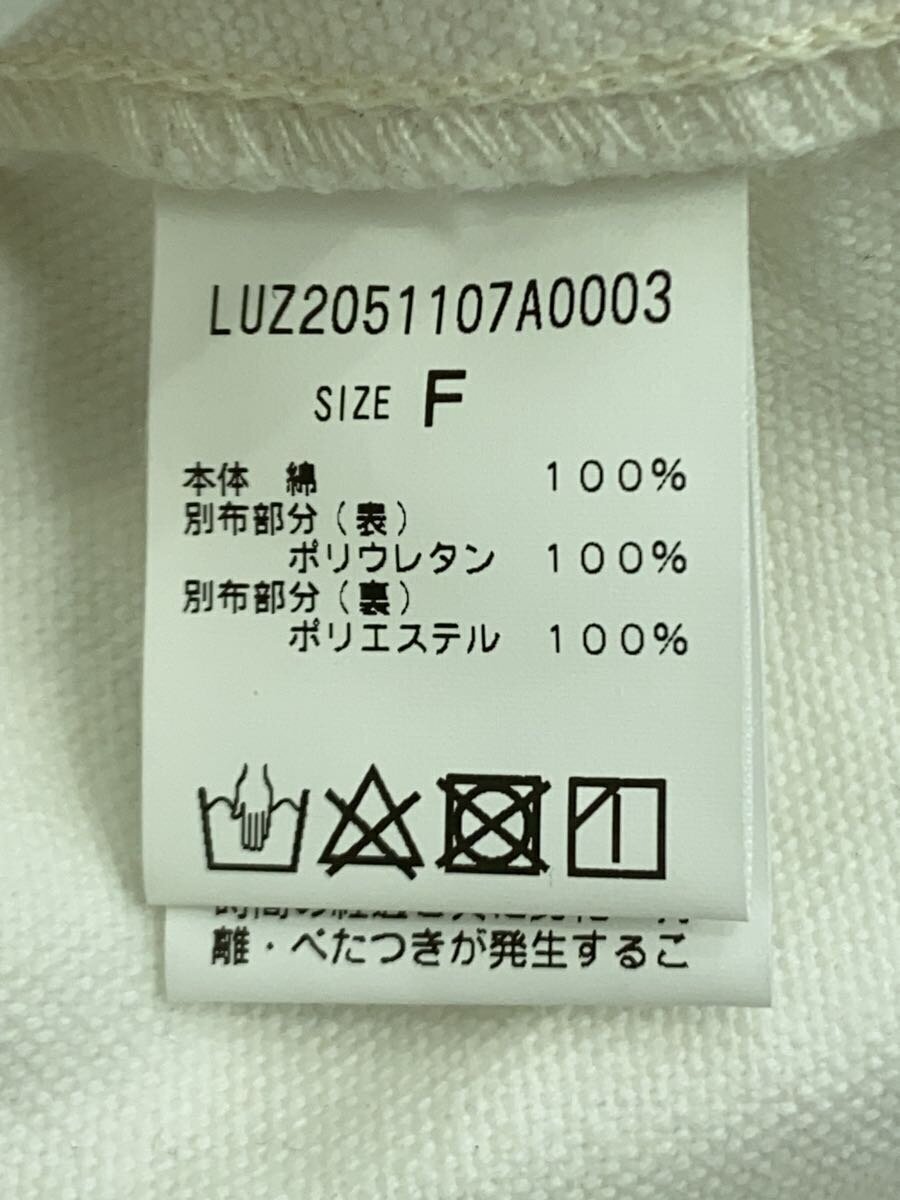 LUZ2051107A0003
SIZE F
本体 綿 100%
別布部分(表)
ポリウレタン 100%
別布部分(裏)
ポリエステル 100%
離・べたつきが発生するこ